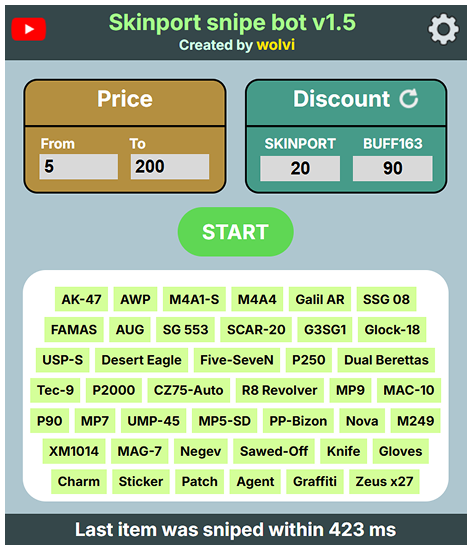 Skinport snipe bot v1.5
Created by wolvi
Price
From To
5 200
Discount
SKINPORT BUFF163
20 90
START
AK-47 AWP M4A1-S M4A4 Galil AR SSG 08
FAMAS AUG SG 553 SCAR-20 G3SG1 Glock-18
USP-S Desert Eagle Five-SeveN P250 Dual Berettas
Tec-9 P2000 CZ75-Auto R8 Revolver MP9 MAC-10
P90 MP7 UMP-45 MP5-SD PP-Bizon Nova M249
XM1014 MAG-7 Negev Sawed-Off Knife Gloves
Charm Sticker Patch Agent Graffiti Zeus x27
Last item was sniped within 423 ms